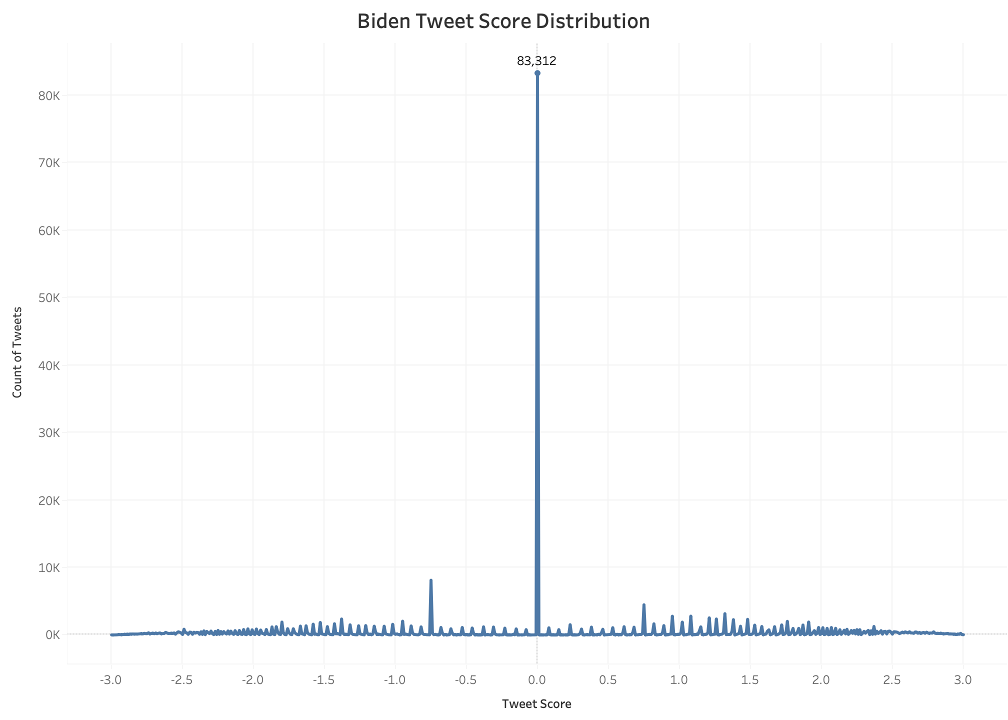 Biden Tweet Score Distribution
83,312
80K
70K
60K
50K
40K
30K
20K
10K
0K
Count of Tweets
-3.0 -2.5 -2.0 -1.5 -1.0 -0.5 0.0 0.5 1.0 1.5 2.0 2.5 3.0
Tweet Score